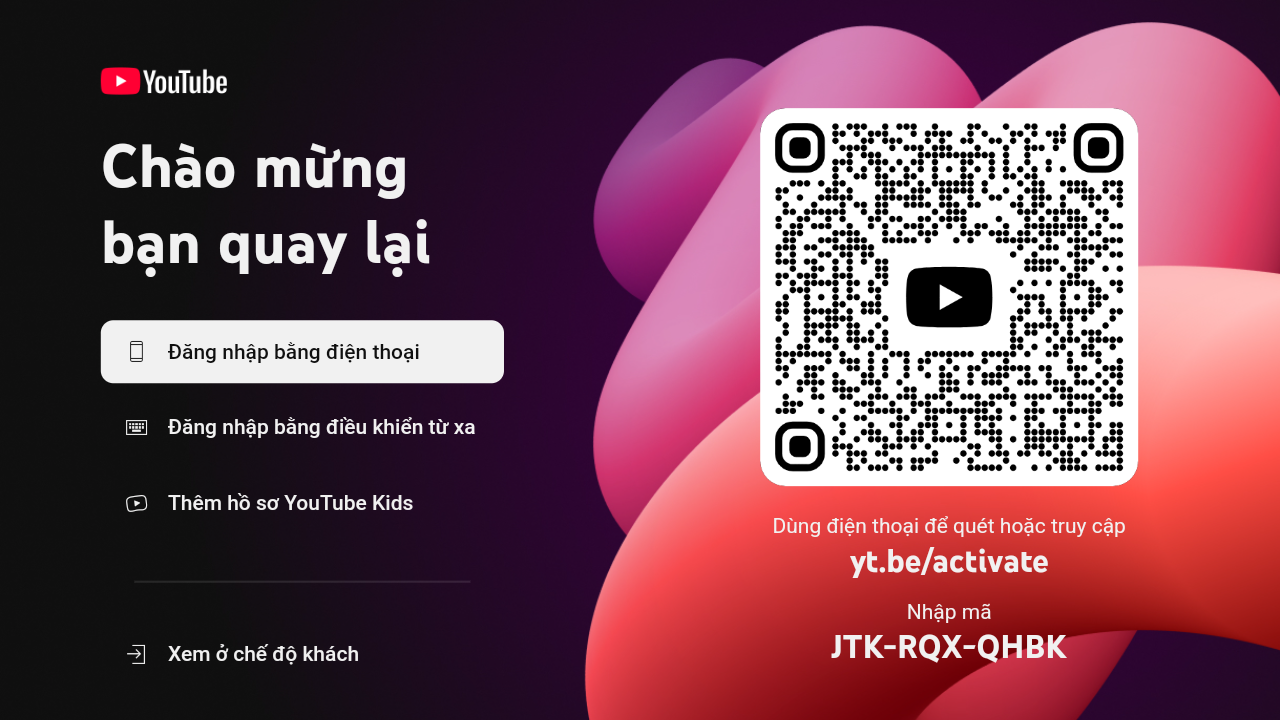 YouTube
Chào mừng
bạn quay lại
Đăng nhập bằng điện thoại
Đăng nhập bằng điều khiển từ xa
Thêm hồ sơ YouTube Kids
Xem ở chế độ khách
Dùng điện thoại để quét hoặc truy cập
yt.be/activate
Nhập mã
JTK-RQX-QHBK